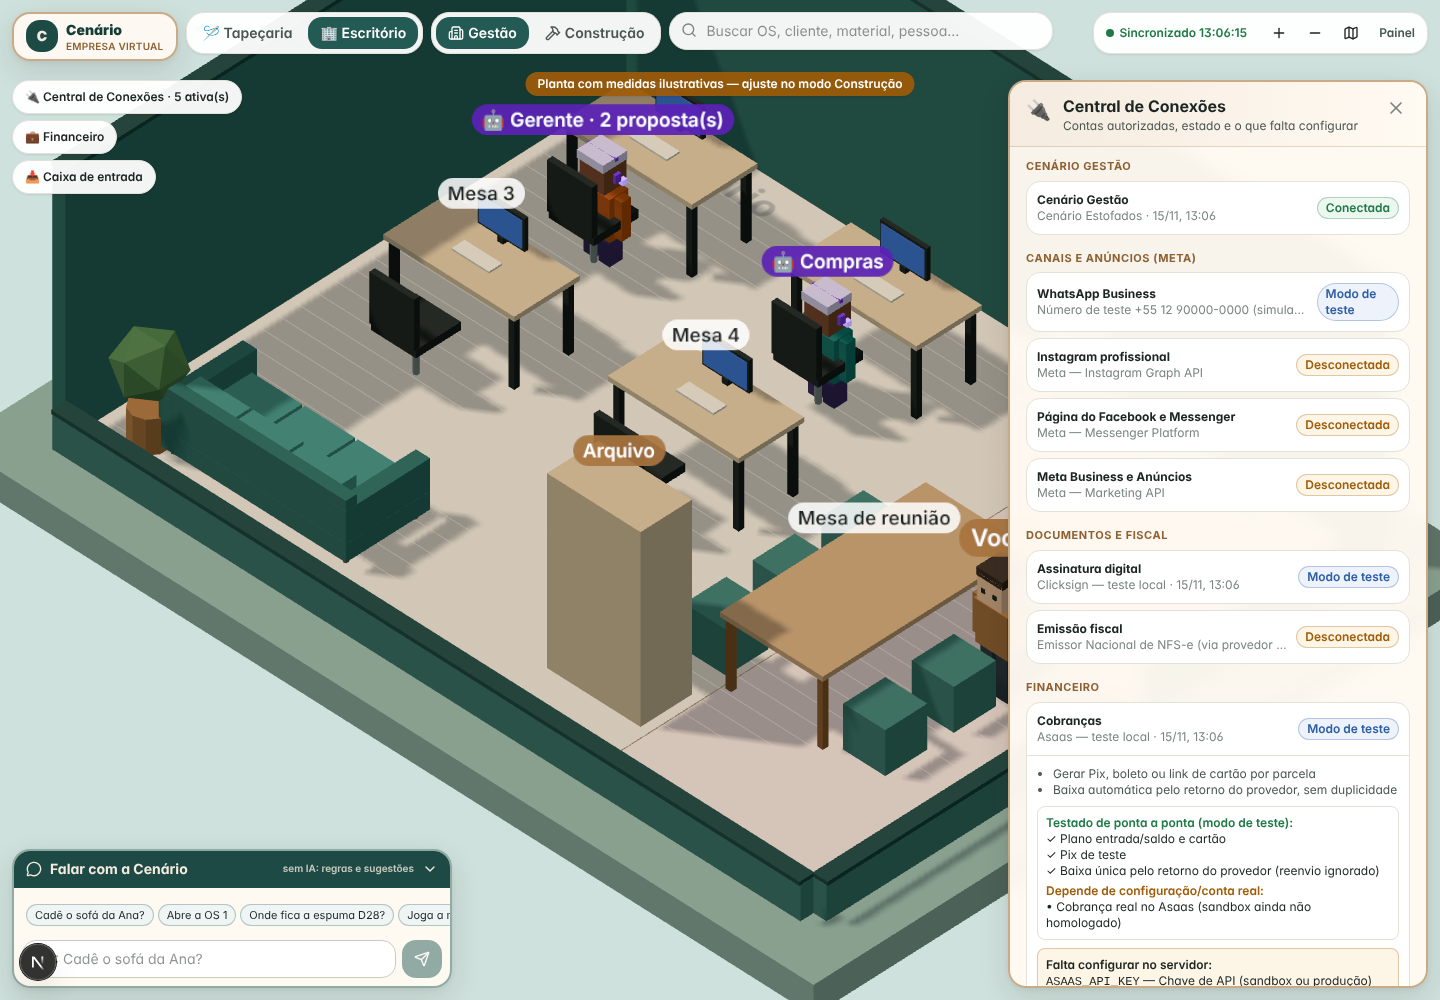 C
Cenário
EMPRESA VIRTUAL
Tapeçaria
Escritório
Gestão
Construção
Buscar OS, cliente, material, pessoa...
Sincronizado 13:06:15
Painel
Central de Conexões · 5 ativa(s)
Financeiro
Caixa de entrada
Planta com medidas ilustrativas — ajuste no modo Construção
Gerente · 2 proposta(s)
Mesa 3
Compras
Mesa 4
Arquivo
Mesa de reunião
Central de Conexões
Contas autorizadas, estado e o que falta configurar
CENÁRIO GESTÃO
Cenário Gestão
Cenário Estofados · 15/11, 13:06
Conectada
CANAIS E ANÚNCIOS (META)
WhatsApp Business
Número de teste +55 12 90000-0000 (simula...
Modo de teste
Instagram profissional
Meta — Instagram Graph API
Desconectada
Página do Facebook e Messenger
Meta — Messenger Platform
Desconectada
Meta Business e Anúncios
Meta — Marketing API
Desconectada
DOCUMENTOS E FISCAL
Assinatura digital
Clicksign — teste local · 15/11, 13:06
Modo de teste
Emissão fiscal
Emissor Nacional de NFS-e (via provedor ...
Desconectada
FINANCEIRO
Cobranças
Asaas — teste local · 15/11, 13:06
Modo de teste
• Gerar Pix, boleto ou link de cartão por parcela
• Baixa automática pelo retorno do provedor, sem duplicidade
Testado de ponta a ponta (modo de teste):
✓ Plano entrada/saldo e cartão
✓ Pix de teste
✓ Baixa única pelo retorno do provedor (reenvio ignorado)
Depende de configuração/conta real:
• Cobrança real no Asaas (sandbox ainda não
homologado)
Falta configurar no servidor:
ASAAS_API_KEY — Chave de API (sandbox ou produção)
Falar com a Cenário
sem IA: regras e sugestões
Cadê o sofá da Ana?
Abre a OS 1
Onde fica a espuma D28?
Joga a
N
Cadê o sofá da Ana?